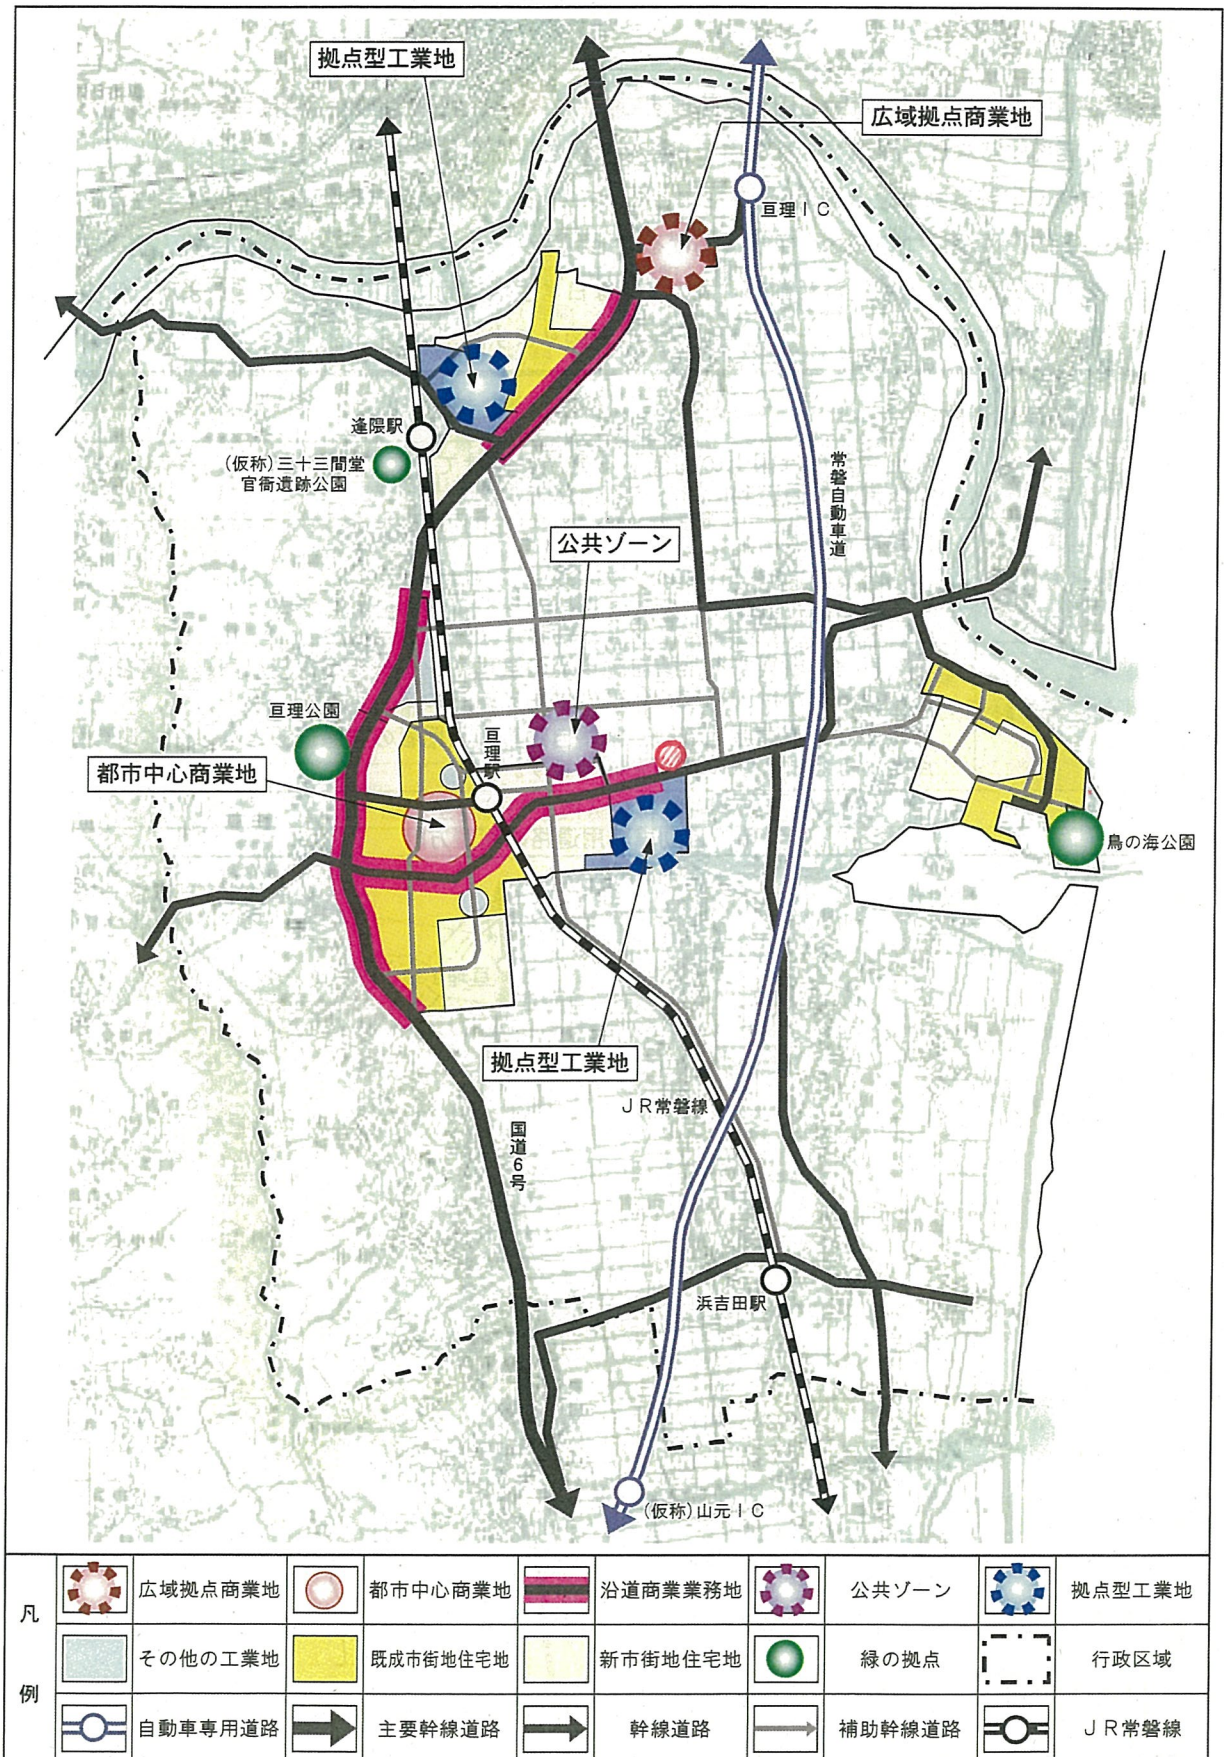 拠点型工業地
広域拠点商業地
亘理IC
逢隈駅
(仮称)三十三間堂
官衙遺跡公園
常磐自動車道
公共ゾーン
亘理公園
亘理駅
都市中心商業地
鳥の海公園
拠点型工業地
JR常磐線
国道6号
浜吉田駅
(仮称)山元IC
凡例
広域拠点商業地
都市中心商業地
沿道商業業務地
公共ゾーン
拠点型工業地
その他の工業地
既成市街地住宅地
新市街地住宅地
緑の拠点
行政区域
自動車専用道路
主要幹線道路
幹線道路
補助幹線道路
JR常磐線